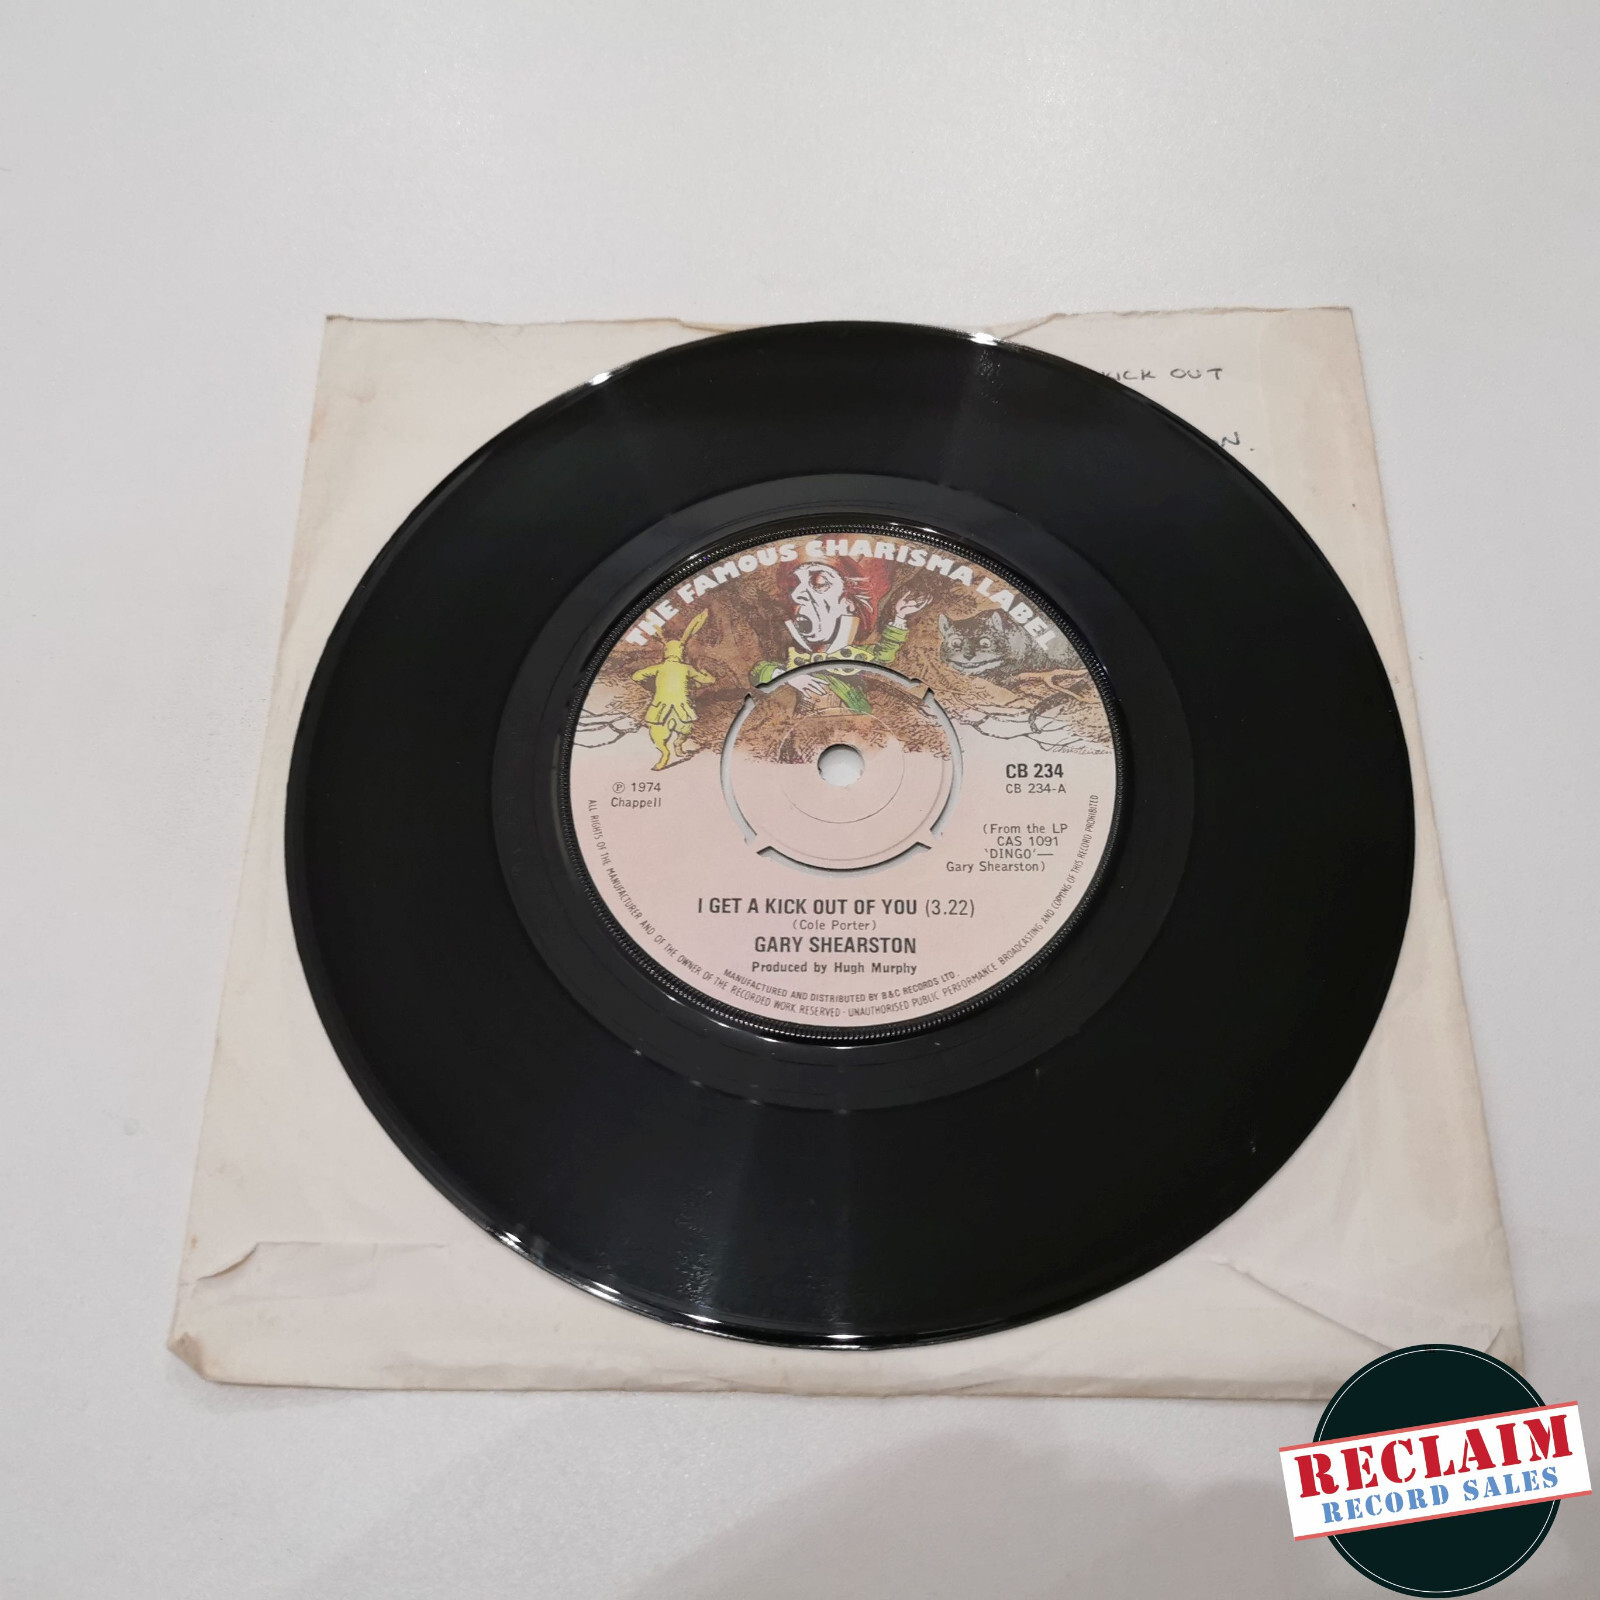 KICK OUT
THE FAMOUS CHARISMA LABEL
CB 234
CB 234-A
℗ 1974
Chappell
(From the LP
CAS 1091
'DINGO'—
Gary Shearston)
I GET A KICK OUT OF YOU (3.22)
(Cole Porter)
GARY SHEARSTON
Produced by Hugh Murphy
MANUFACTURED AND DISTRIBUTED BY B&C RECORDS LTD.
ALL RIGHTS OF THE MANUFACTURER AND OF THE OWNER OF THE RECORDED WORK RESERVED · UNAUTHORISED PUBLIC PERFORMANCE BROADCASTING AND COPYING OF THIS RECORD PROHIBITED
RECLAIM
RECORD SALES